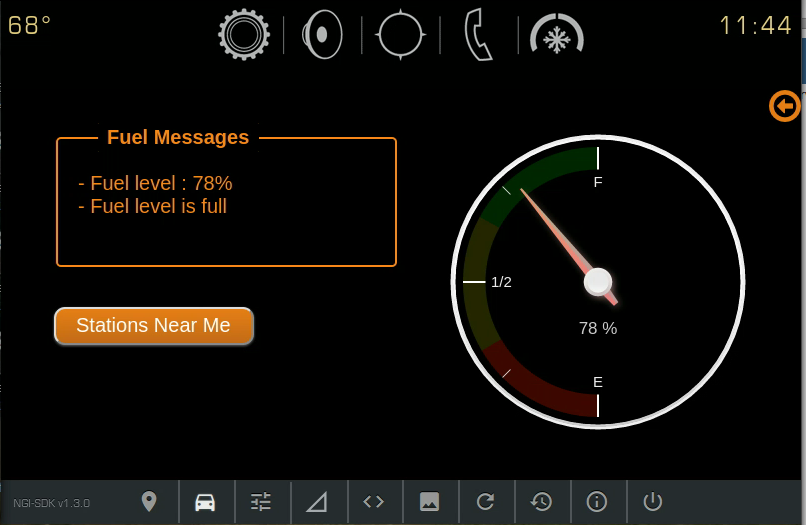 68°
11:44
Fuel Messages
- Fuel level : 78%
- Fuel level is full
Stations Near Me
F
1/2
78 %
E
NGI-SDK v1.3.0